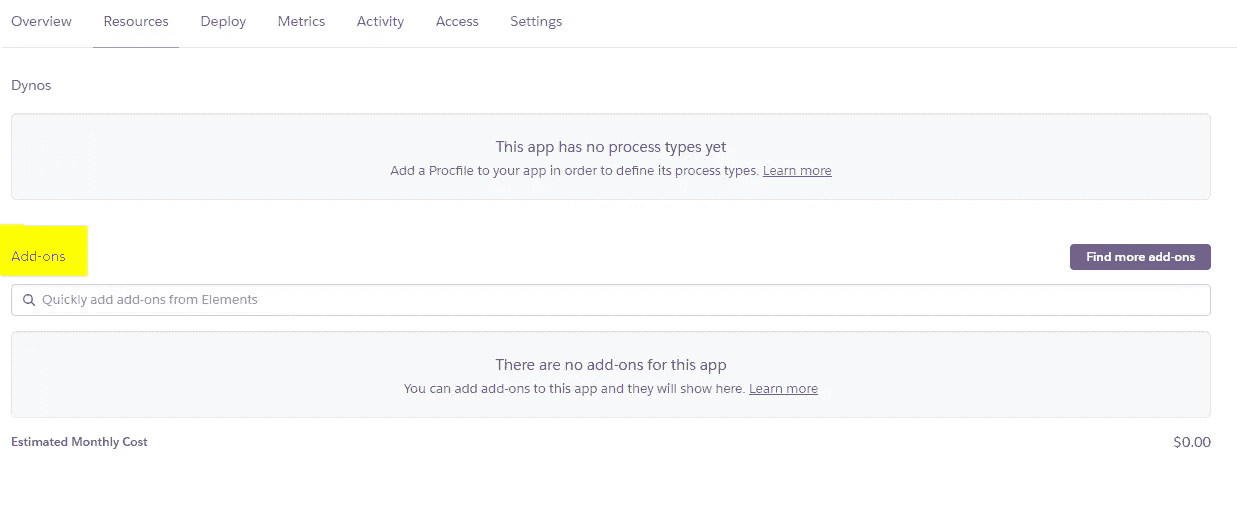 Overview Resources Deploy Metrics Activity Access Settings
Dynos
This app has no process types yet
Add a Procfile to your app in order to define its process types. Learn more
Add-ons
Find more add-ons
Quickly add add-ons from Elements
There are no add-ons for this app
You can add add-ons to this app and they will show here. Learn more
Estimated Monthly Cost $0.00